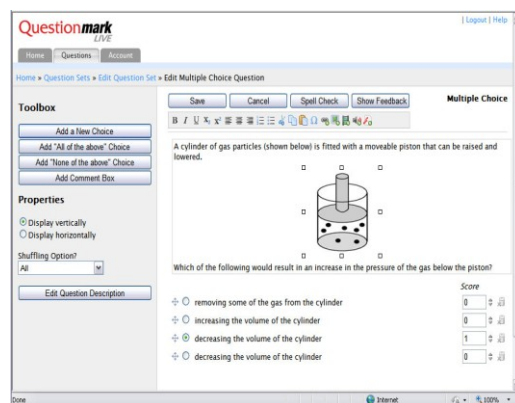 Questionmark
LIVE
Logout | Help
Home Questions Account
Home » Question Sets » Edit Question Set » Edit Multiple Choice Question
Toolbox
Add a New Choice
Add "All of the above" Choice
Add "None of the above" Choice
Add Comment Box
Properties
Display vertically
Display horizontally
Shuffling Option?
All
Edit Question Description
Save Cancel Spell Check Show Feedback
Multiple Choice
B I U X₁ x²
A cylinder of gas particles (shown below) is fitted with a moveable piston that can be raised and
lowered.
Which of the following would result in an increase in the pressure of the gas below the piston?
Score
removing some of the gas from the cylinder 0
increasing the volume of the cylinder 0
decreasing the volume of the cylinder 1
decreasing the volume of the cylinder 0
Done Internet 100%